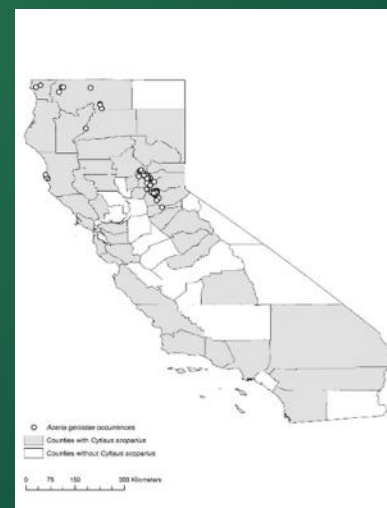 Aceria genistae occurrences
Counties with Cytisus scoparius
Counties without Cytisus scoparius
0 75 150 300 Kilometers